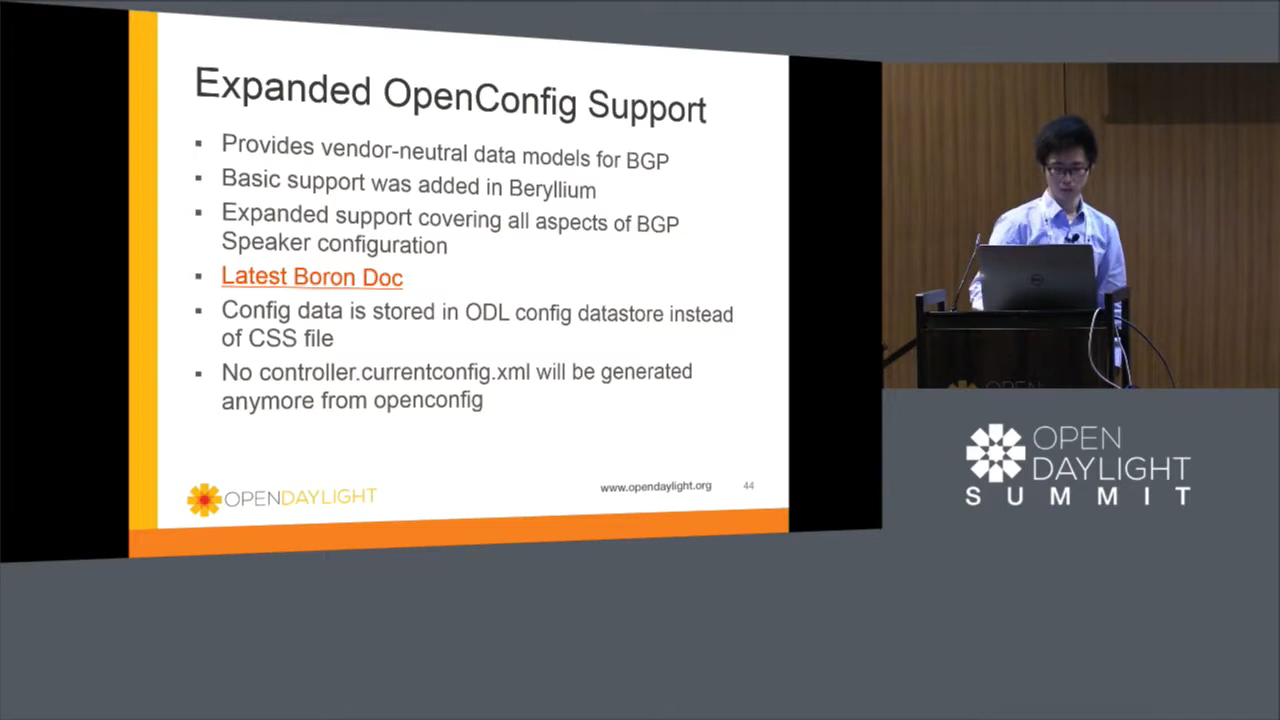 Expanded OpenConfig Support
▪ Provides vendor-neutral data models for BGP
▪ Basic support was added in Beryllium
▪ Expanded support covering all aspects of BGP
Speaker configuration
▪ Latest Boron Doc
▪ Config data is stored in ODL config datastore instead
of CSS file
▪ No controller.currentconfig.xml will be generated
anymore from openconfig
OPENDAYLIGHT
www.opendaylight.org 44
DELL
OPEN
DAYLIGHT
SUMMIT